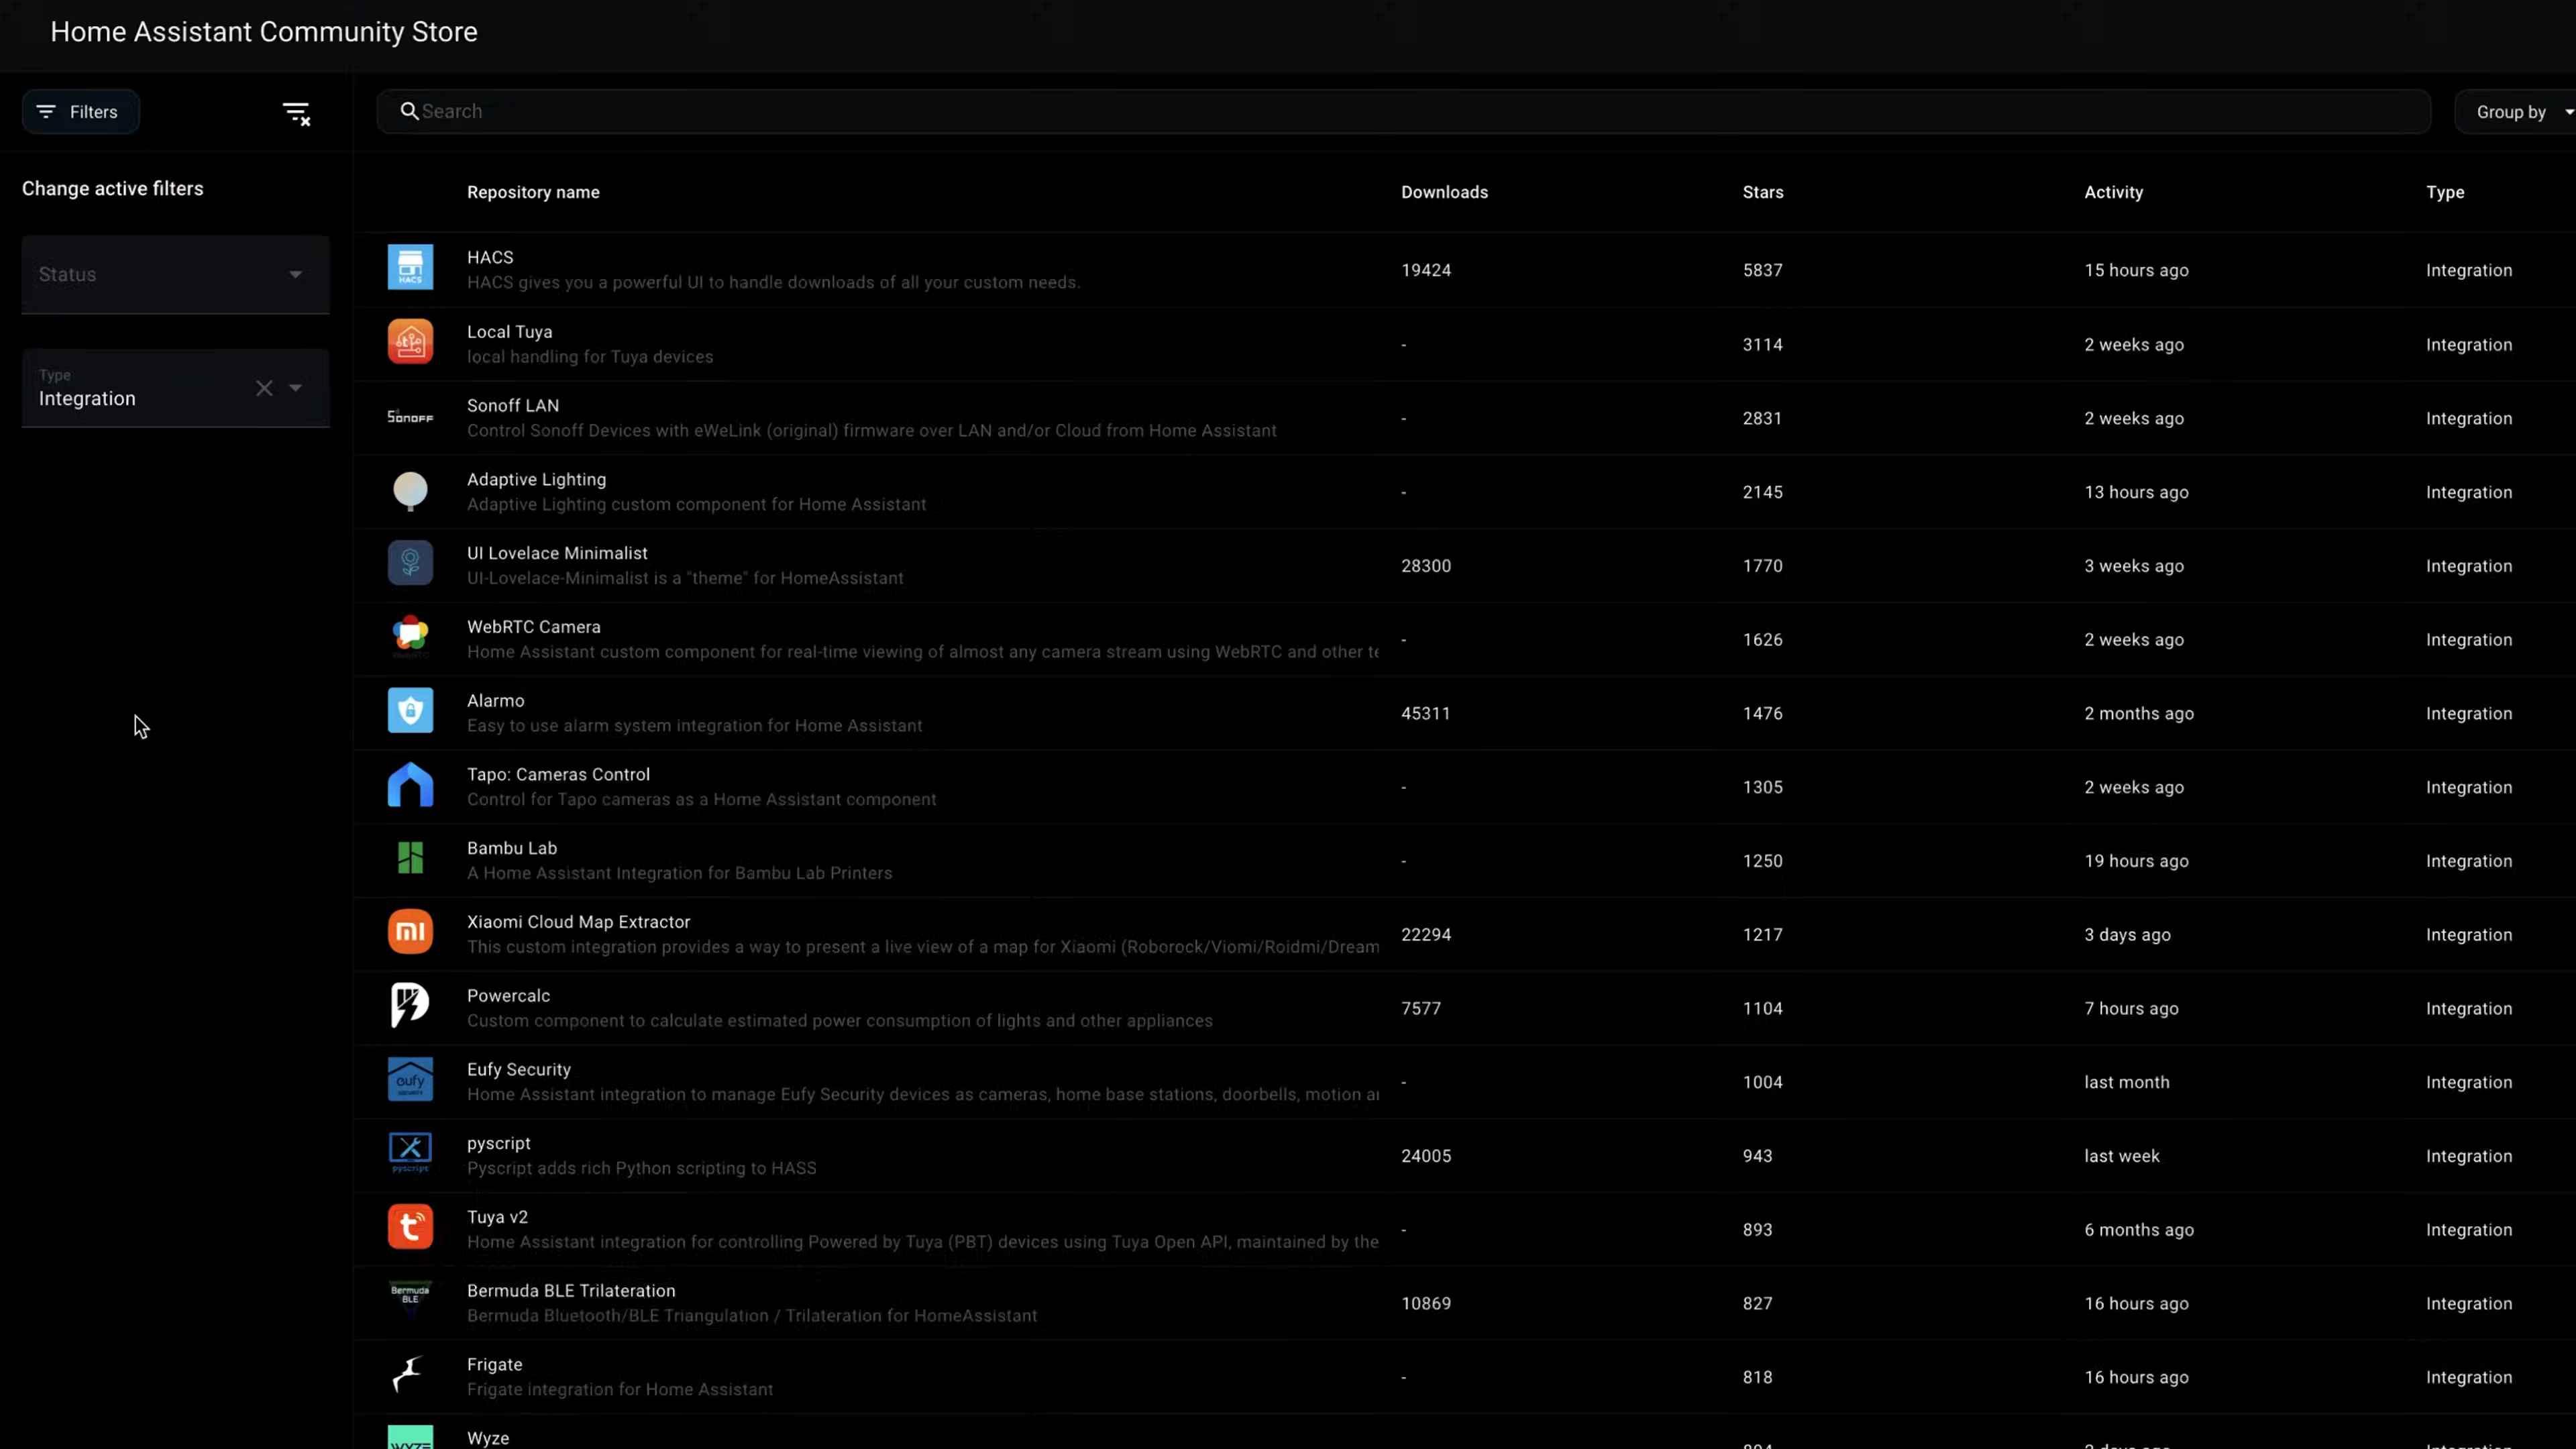 Home Assistant Community Store
Filters
Search
Group by
Change active filters
Status
Type
Integration
Repository name Downloads Stars Activity Type
HACS
HACS
HACS gives you a powerful UI to handle downloads of all your custom needs.
19424 5837 15 hours ago Integration
Local Tuya
local handling for Tuya devices
- 3114 2 weeks ago Integration
SONOFF
Sonoff LAN
Control Sonoff Devices with eWeLink (original) firmware over LAN and/or Cloud from Home Assistant
- 2831 2 weeks ago Integration
Adaptive Lighting
Adaptive Lighting custom component for Home Assistant
- 2145 13 hours ago Integration
UI Lovelace Minimalist
UI-Lovelace-Minimalist is a "theme" for HomeAssistant
28300 1770 3 weeks ago Integration
WebRTC Camera
Home Assistant custom component for real-time viewing of almost any camera stream using WebRTC and other te
- 1626 2 weeks ago Integration
Alarmo
Easy to use alarm system integration for Home Assistant
45311 1476 2 months ago Integration
Tapo: Cameras Control
Control for Tapo cameras as a Home Assistant component
- 1305 2 weeks ago Integration
Bambu Lab
A Home Assistant Integration for Bambu Lab Printers
- 1250 19 hours ago Integration
mi
Xiaomi Cloud Map Extractor
This custom integration provides a way to present a live view of a map for Xiaomi (Roborock/Viomi/Roidmi/Dream
22294 1217 3 days ago Integration
Powercalc
Custom component to calculate estimated power consumption of lights and other appliances
7577 1104 7 hours ago Integration
eufy
SECURITY
Eufy Security
Home Assistant integration to manage Eufy Security devices as cameras, home base stations, doorbells, motion
- 1004 last month Integration
pyscript
pyscript
Pyscript adds rich Python scripting to HASS
24005 943 last week Integration
t
Tuya v2
Home Assistant integration for controlling Powered by Tuya (PBT) devices using Tuya Open API, maintained by the
- 893 6 months ago Integration
Bermuda
BLE
Bermuda BLE Trilateration
Bermuda Bluetooth/BLE Triangulation / Trilateration for HomeAssistant
10869 827 16 hours ago Integration
Frigate
Frigate integration for Home Assistant
- 818 16 hours ago Integration
WYZE
Wyze